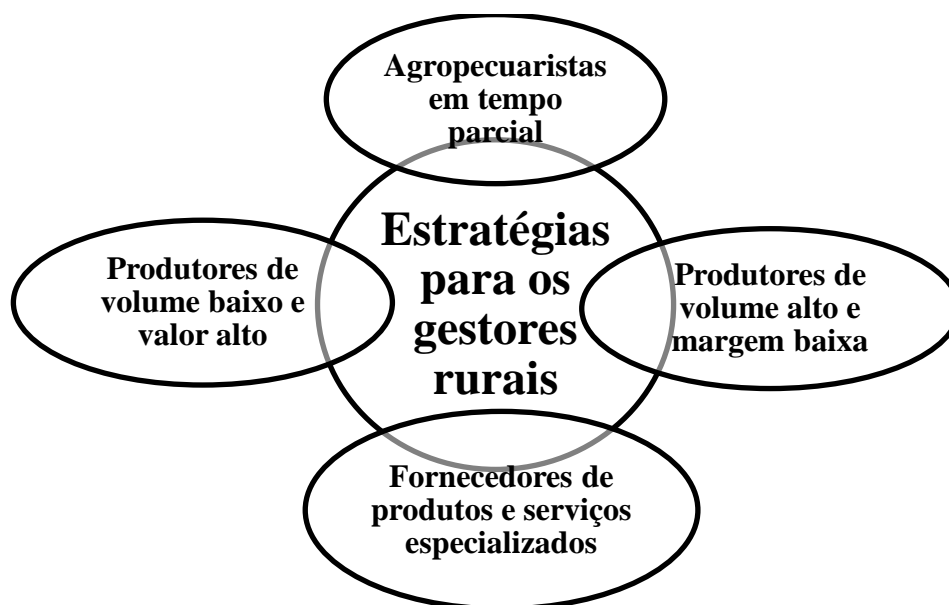 Agropecuaristas
em tempo
parcial
Estratégias
para os
gestores
rurais
Produtores de
volume baixo e
valor alto
Produtores de
volume alto e
margem baixa
Fornecedores de
produtos e serviços
especializados